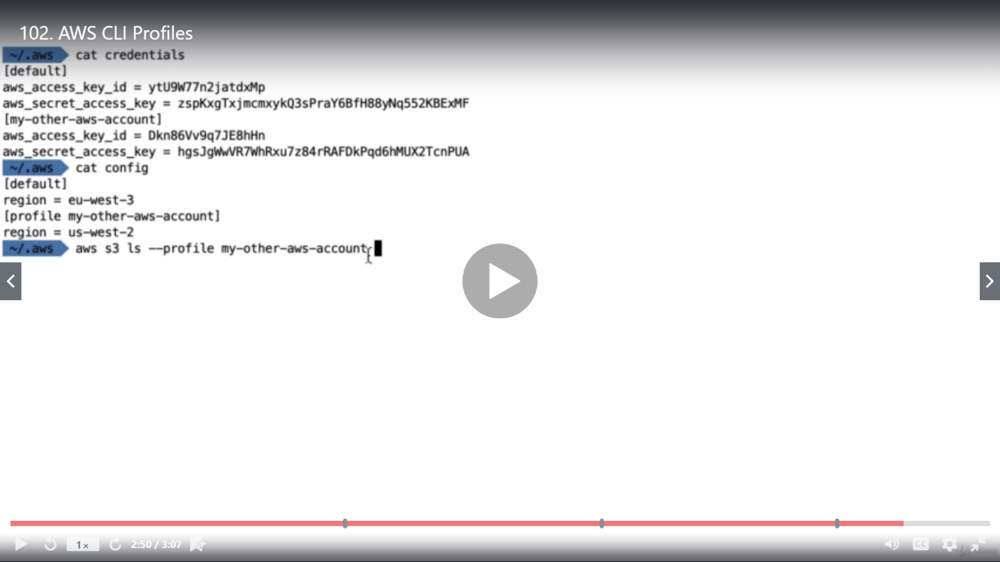 102. AWS CLI Profiles
~/.aws cat credentials
[default]
aws_access_key_id = ytU9W77n2jatdxMp
aws_secret_access_key = zspKxgTxjmcmxykQ3sPraY6BfH88yNq552KBExMF
[my-other-aws-account]
aws_access_key_id = Dkn86Vv9q7JE8hHn
aws_secret_access_key = hgsJgWwVR7WhRxu7z84rRAFDkPqd6hMUX2TcnPUA
~/.aws cat config
[default]
region = eu-west-3
[profile my-other-aws-account]
region = us-west-2
~/.aws aws s3 ls --profile my-other-aws-account
1x 2:50 / 3:07 CC